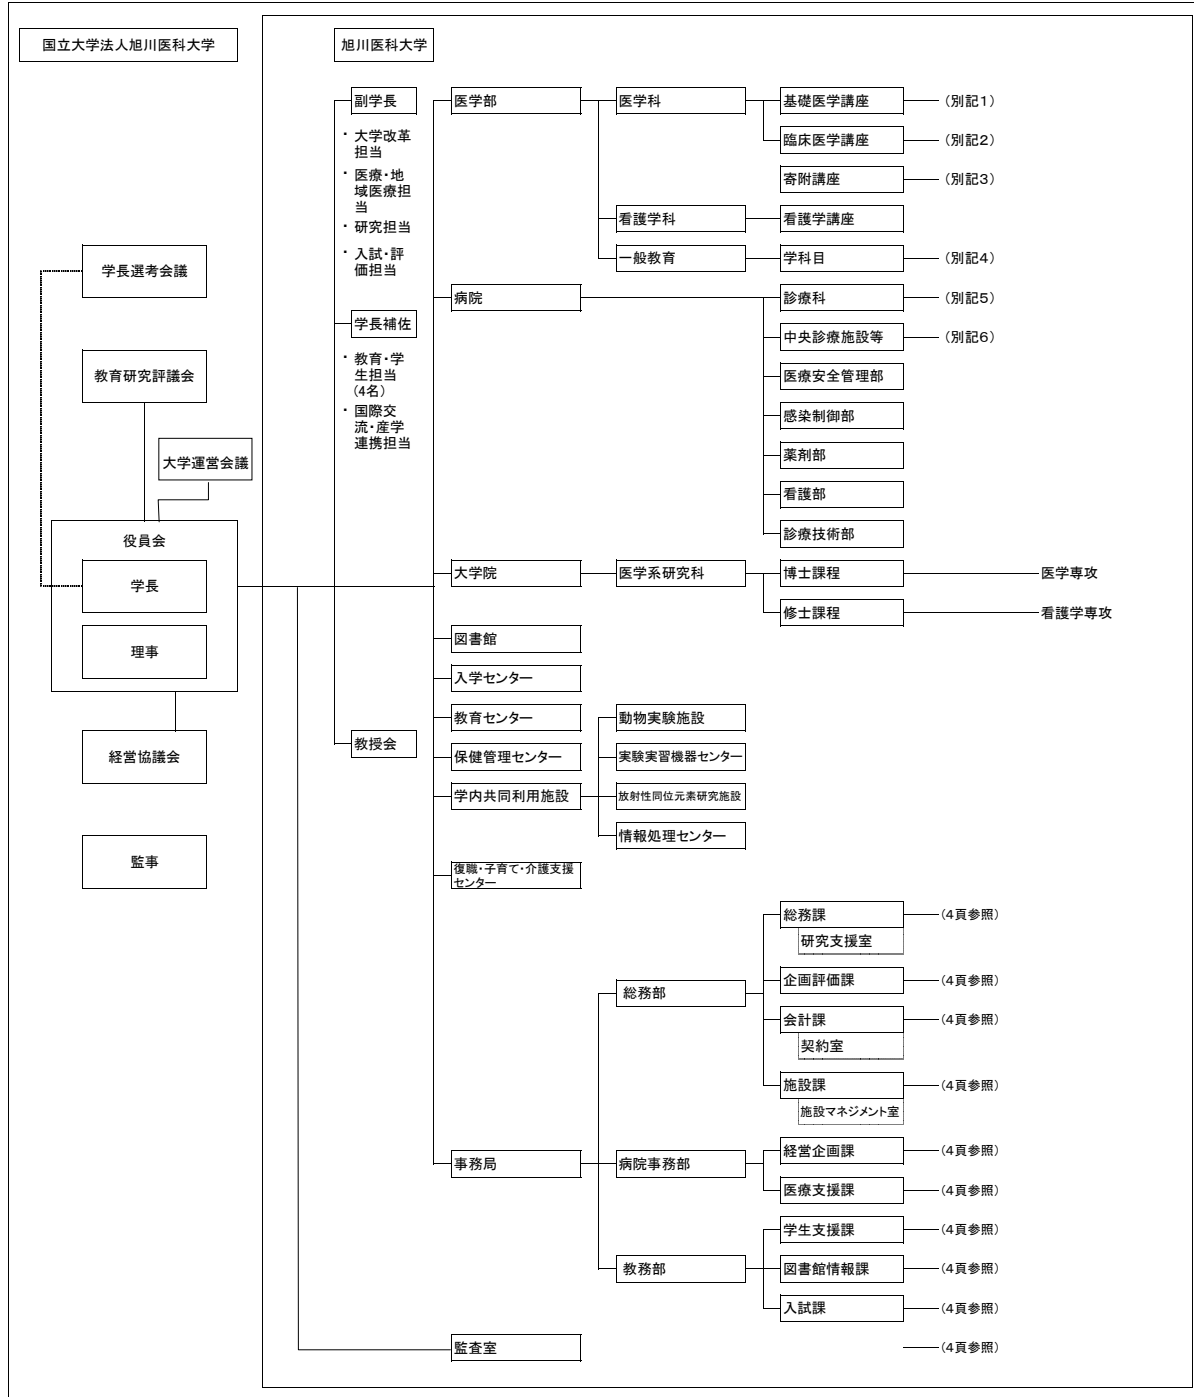 国立大学法人旭川医科大学
旭川医科大学
副学長
・ 大学改革
担当
・ 医療・地
域医療担
当
・ 研究担当
・ 入試・評
価担当
学長補佐
・ 教育・学
生担当
(4名)
・ 国際交
流・産学
連携担当
教授会
学長選考会議
教育研究評議会
大学運営会議
役員会
学長
理事
経営協議会
監事
医学部
医学科
基礎医学講座
(別記1)
臨床医学講座
(別記2)
寄附講座
(別記3)
看護学科
看護学講座
一般教育
学科目
(別記4)
病院
診療科
(別記5)
中央診療施設等
(別記6)
医療安全管理部
感染制御部
薬剤部
看護部
診療技術部
大学院
医学系研究科
博士課程
医学専攻
修士課程
看護学専攻
図書館
入学センター
教育センター
保健管理センター
学内共同利用施設
動物実験施設
実験実習機器センター
放射性同位元素研究施設
情報処理センター
復職・子育て・介護支援
センター
事務局
総務部
総務課
(4頁参照)
研究支援室
企画評価課
(4頁参照)
会計課
(4頁参照)
契約室
施設課
(4頁参照)
施設マネジメント室
病院事務部
経営企画課
(4頁参照)
医療支援課
(4頁参照)
教務部
学生支援課
(4頁参照)
図書館情報課
(4頁参照)
入試課
(4頁参照)
監査室
(4頁参照)